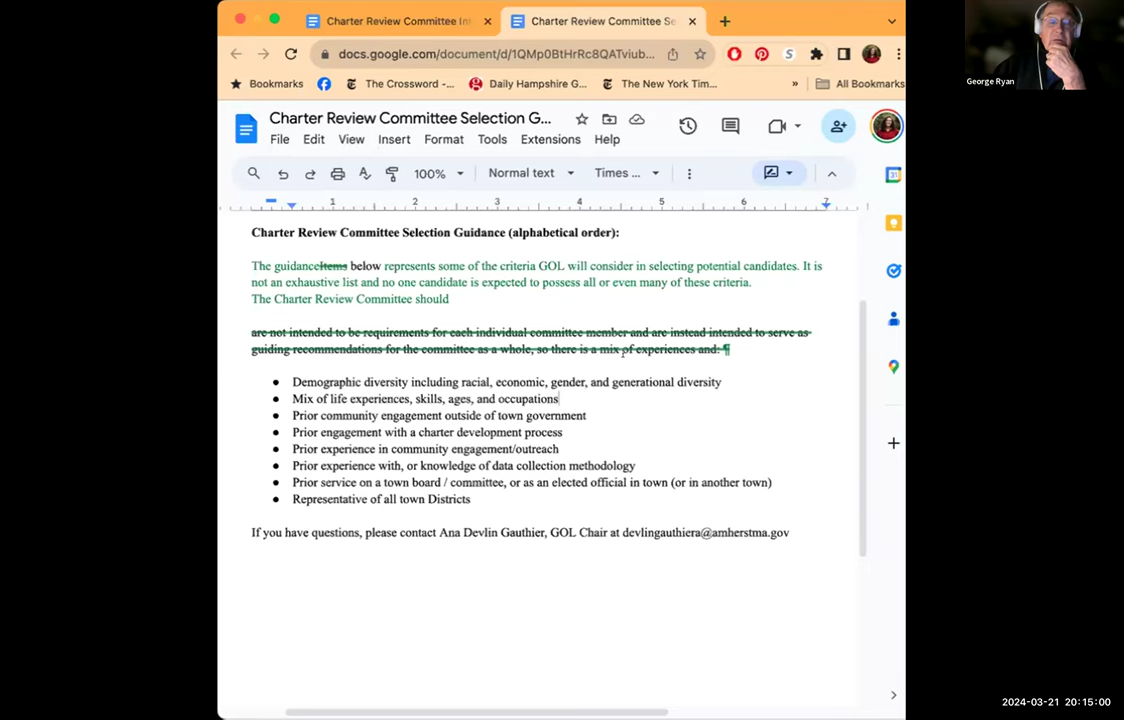 Charter Review Committee In
Charter Review Committee Se
docs.google.com/document/d/1QMp0BtHrRc8QATviub...
Bookmarks
The Crossword -...
Daily Hampshire G...
The New York Tim...
»
All Bookmarks
Charter Review Committee Selection G...
File Edit View Insert Format Tools Extensions Help
100% Normal text Times ...
1 2 3 4 5 6 7
Charter Review Committee Selection Guidance (alphabetical order):
The guidanceitems below represents some of the criteria GOL will consider in selecting potential candidates. It is
not an exhaustive list and no one candidate is expected to possess all or even many of these criteria.
The Charter Review Committee should
are not intended to be requirements for each individual committee member and are instead intended to serve as
guiding recommendations for the committee as a whole, so there is a mix of experiences and: ¶
● Demographic diversity including racial, economic, gender, and generational diversity
● Mix of life experiences, skills, ages, and occupations
● Prior community engagement outside of town government
● Prior engagement with a charter development process
● Prior experience in community engagement/outreach
● Prior experience with, or knowledge of data collection methodology
● Prior service on a town board / committee, or as an elected official in town (or in another town)
● Representative of all town Districts
If you have questions, please contact Ana Devlin Gauthier, GOL Chair at devlingauthiera@amherstma.gov
George Ryan
2024-03-21 20:15:00